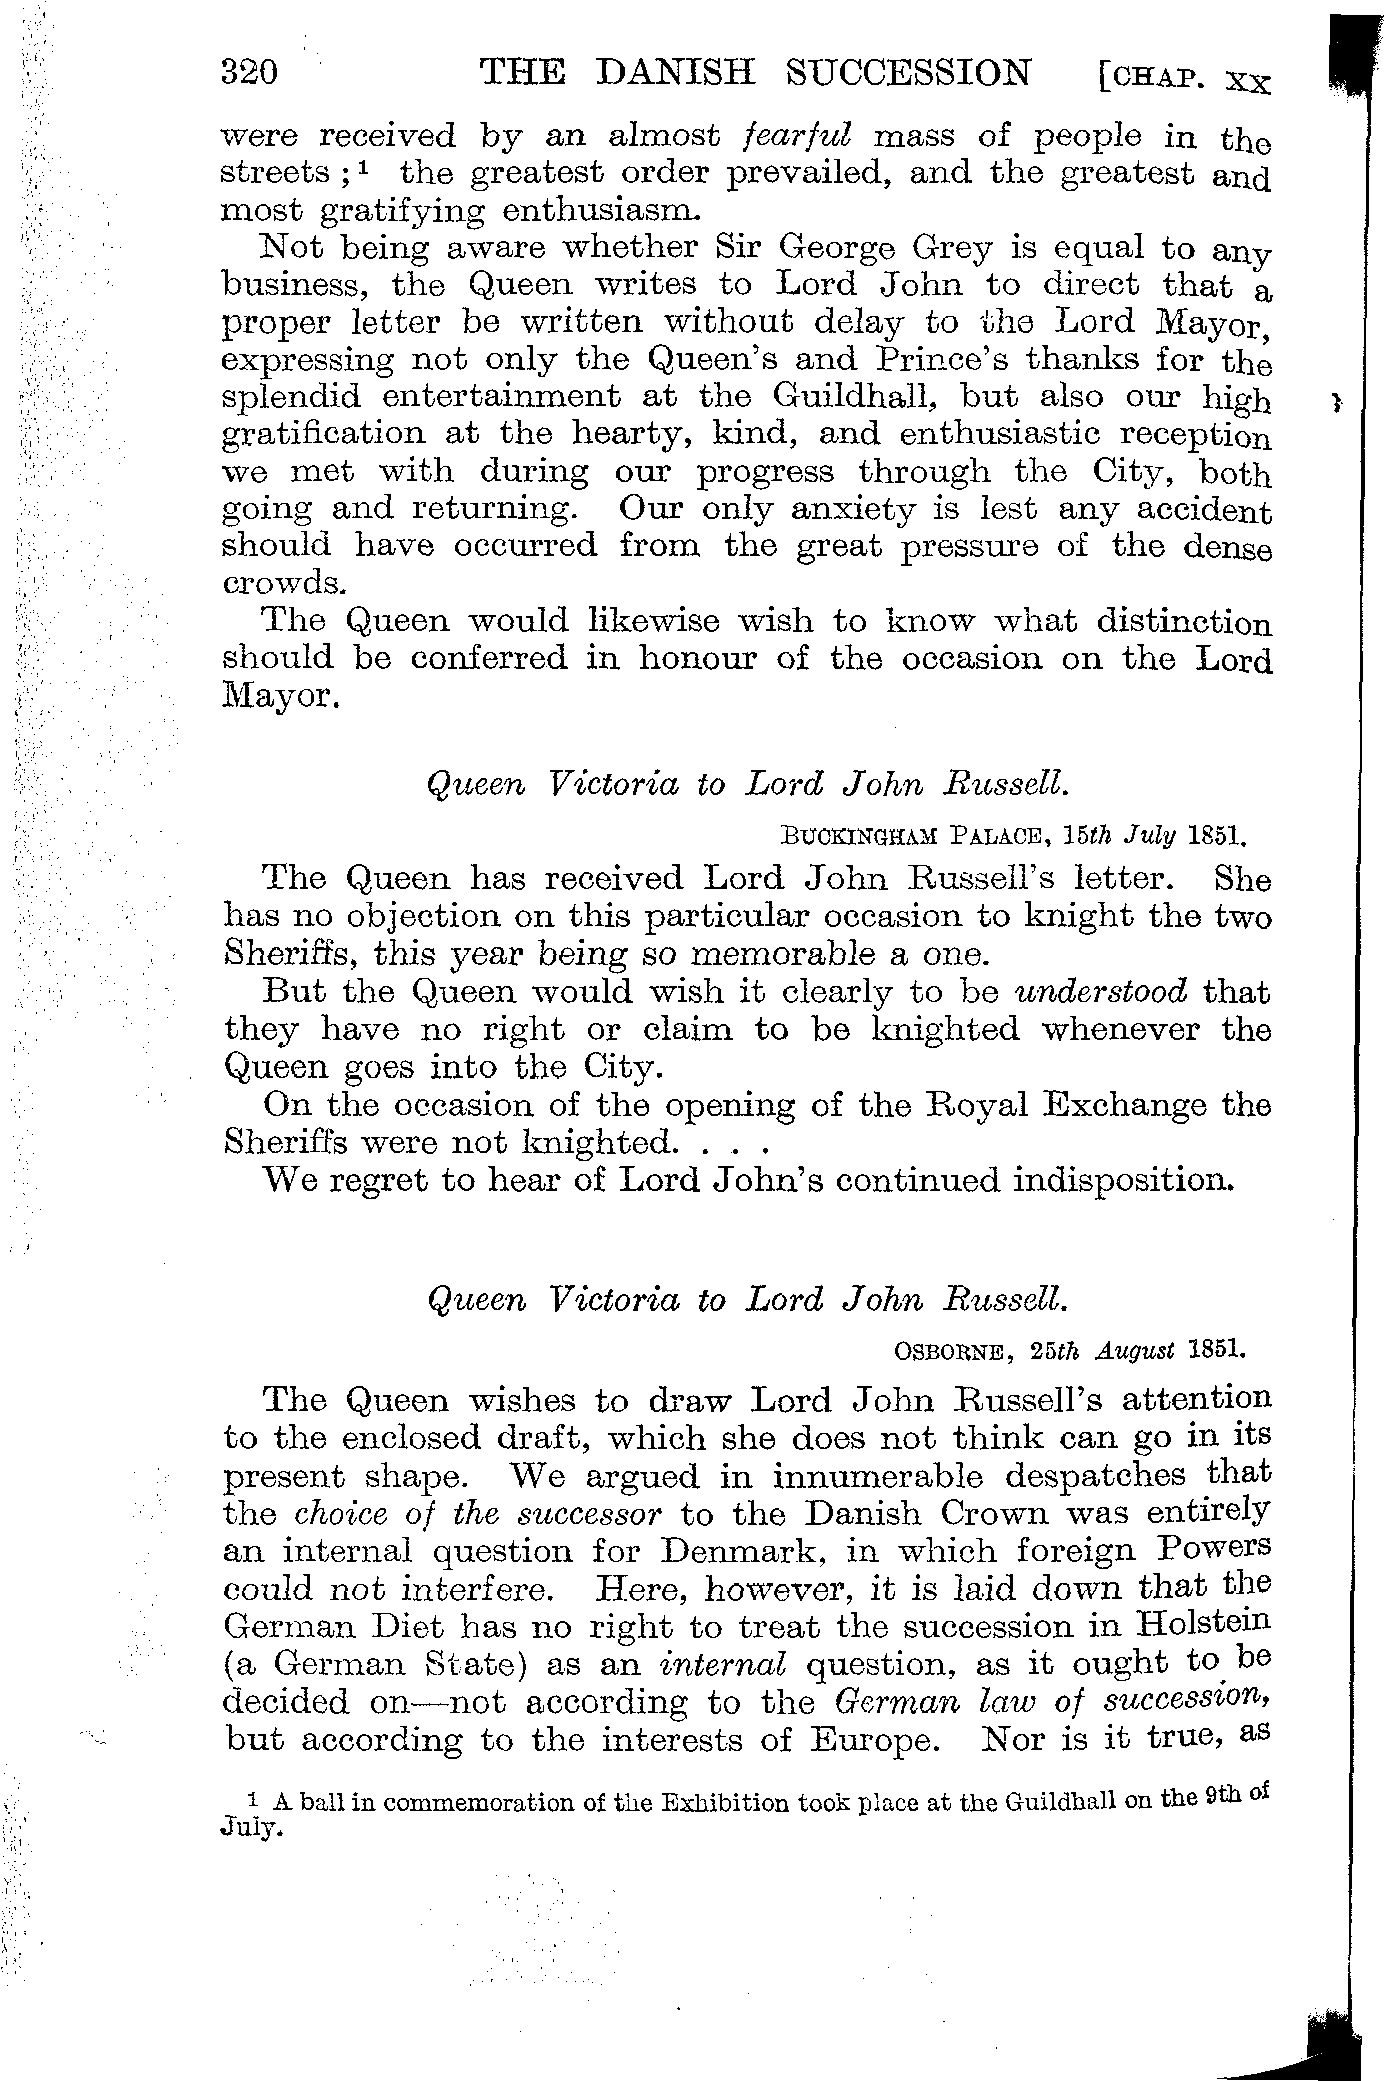 320 THE DANISH SUCCESSION [CHAP. XX
were received by an almost fearful mass of people in the
streets ;¹ the greatest order prevailed, and the greatest and
most gratifying enthusiasm.
Not being aware whether Sir George Grey is equal to any
business, the Queen writes to Lord John to direct that a
proper letter be written without delay to the Lord Mayor,
expressing not only the Queen's and Prince's thanks for the
splendid entertainment at the Guildhall, but also our high
gratification at the hearty, kind, and enthusiastic reception
we met with during our progress through the City, both
going and returning. Our only anxiety is lest any accident
should have occurred from the great pressure of the dense
crowds.
The Queen would likewise wish to know what distinction
should be conferred in honour of the occasion on the Lord
Mayor.
Queen Victoria to Lord John Russell.
BUCKINGHAM PALACE, 15th July 1851.
The Queen has received Lord John Russell's letter. She
has no objection on this particular occasion to knight the two
Sheriffs, this year being so memorable a one.
But the Queen would wish it clearly to be understood that
they have no right or claim to be knighted whenever the
Queen goes into the City.
On the occasion of the opening of the Royal Exchange the
Sheriffs were not knighted. . . .
We regret to hear of Lord John's continued indisposition.
Queen Victoria to Lord John Russell.
OSBORNE, 25th August 1851.
The Queen wishes to draw Lord John Russell's attention
to the enclosed draft, which she does not think can go in its
present shape. We argued in innumerable despatches that
the choice of the successor to the Danish Crown was entirely
an internal question for Denmark, in which foreign Powers
could not interfere. Here, however, it is laid down that the
German Diet has no right to treat the succession in Holstein
(a German State) as an internal question, as it ought to be
decided on—not according to the German law of succession,
but according to the interests of Europe. Nor is it true, as
1 A ball in commemoration of the Exhibition took place at the Guildhall on the 9th of
July.